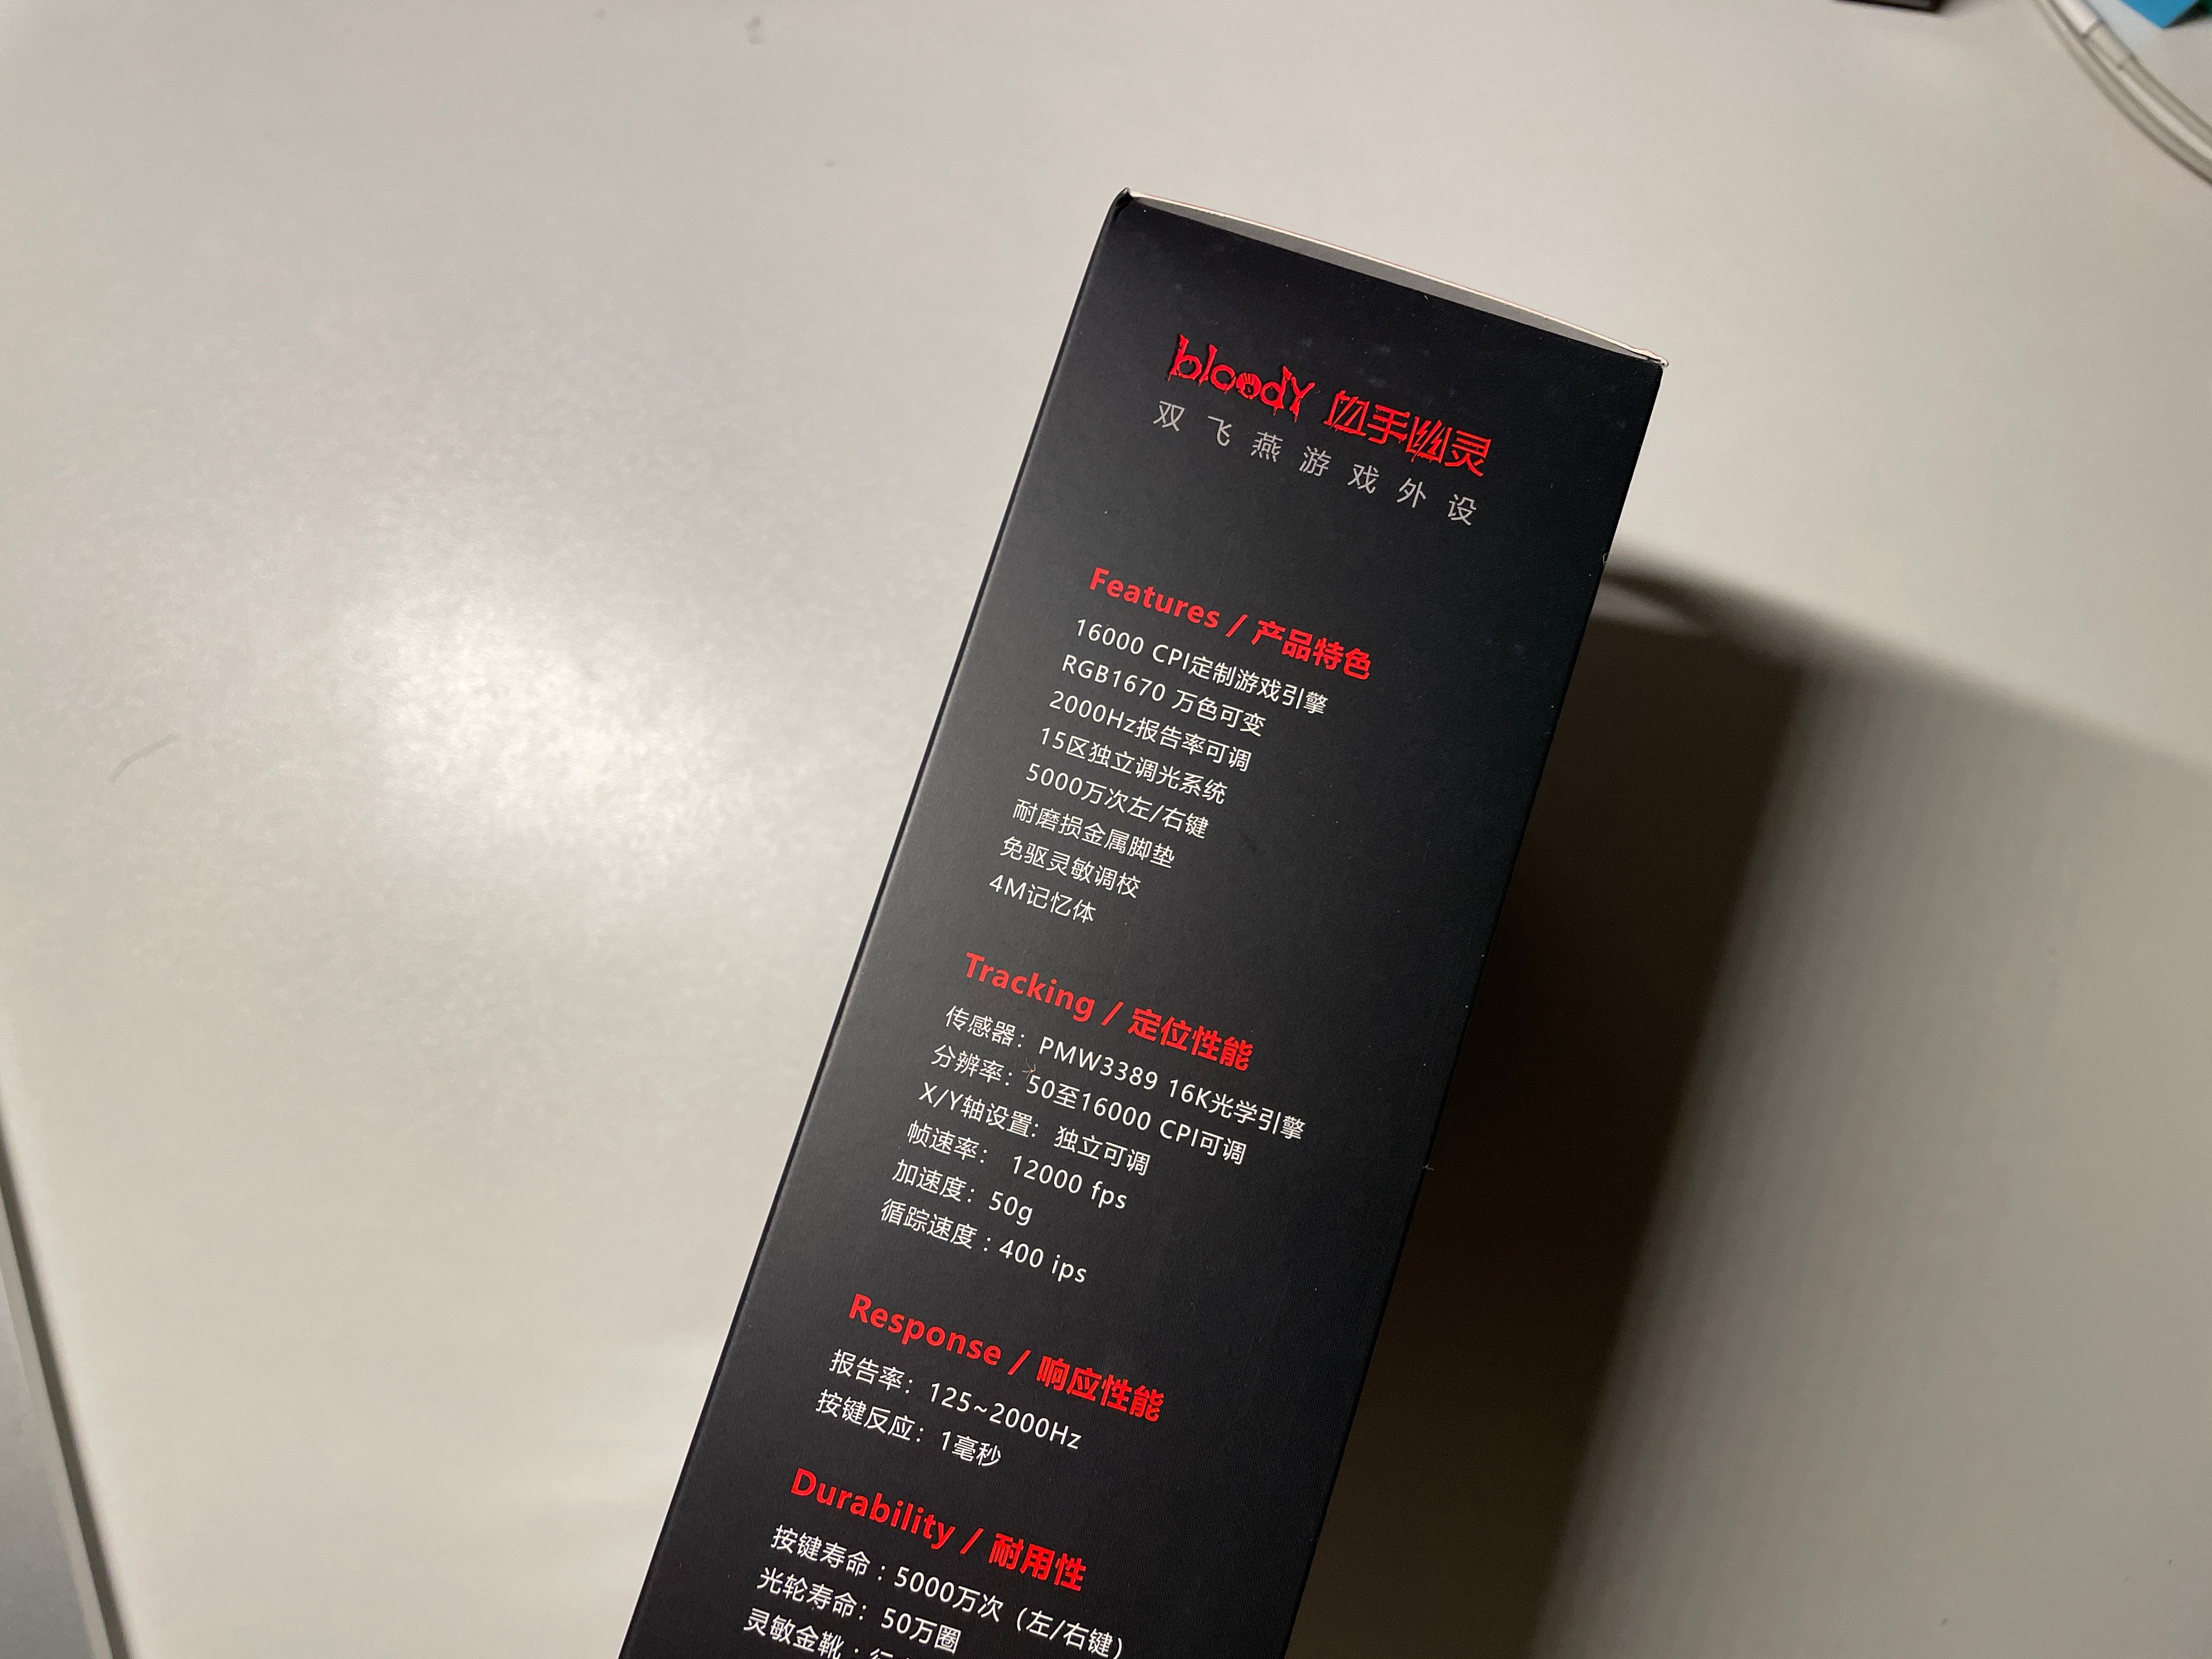 bloody 血手幽灵
双飞燕游戏外设
Features / 产品特色
16000 CPI定制游戏引擎
RGB1670 万色可变
2000Hz报告率可调
15区独立调光系统
5000万次左/右键
耐磨损金属脚垫
免驱灵敏调校
4M记忆体
Tracking / 定位性能
传感器：PMW3389 16K光学引擎
分辨率：50至16000 CPI可调
X/Y轴设置：独立可调
帧速率： 12000 fps
加速度：50g
循踪速度：400 ips
Response / 响应性能
报告率：125~2000Hz
按键反应：1毫秒
Durability / 耐用性
按键寿命：5000万次（左/右键）
光轮寿命：50万圈
灵敏金靴：